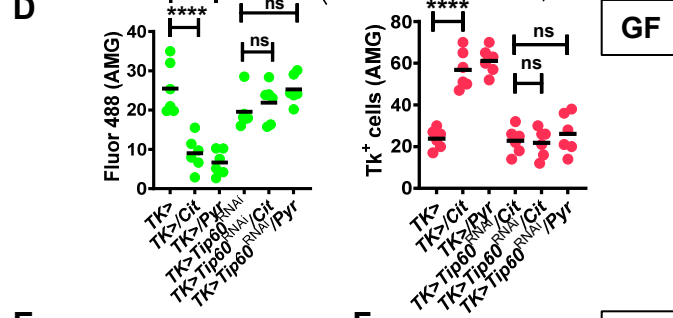 D
ns
****
ns
Fluor 488 (AMG)
40
30
20
10
0
TK>
TK>/Cit
TK>/Pyr
TK>Tip60RNAi
TK>Tip60RNAi/Cit
TK>Tip60RNAi/Pyr
****
ns
ns
GF
Tk+ cells (AMG)
80
60
40
20
0
TK>
TK>/Cit
TK>/Pyr
TK>Tip60RNAi
TK>Tip60RNAi/Cit
TK>Tip60RNAi/Pyr